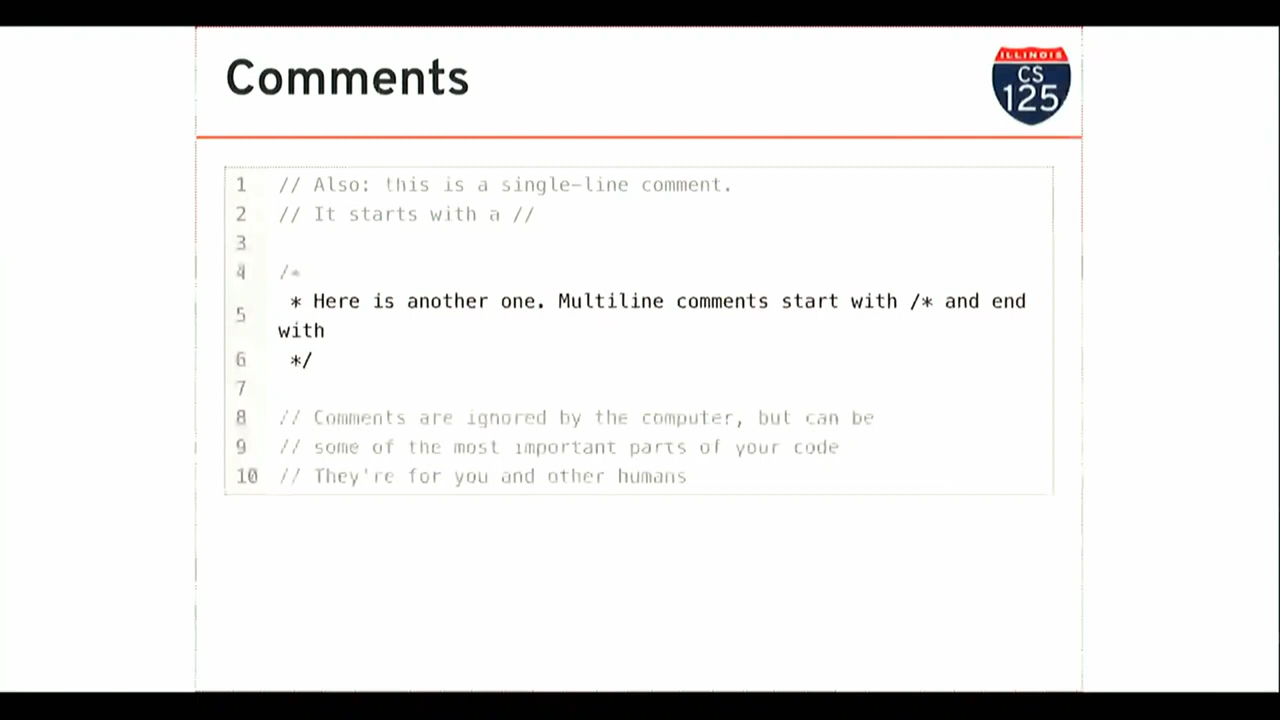 Comments
ILLINOIS
CS
125
1 // Also: this is a single-line comment.
2 // It starts with a //
3
4 /*
5 * Here is another one. Multiline comments start with /* and end
with
6 */
7
8 // Comments are ignored by the computer, but can be
9 // some of the most important parts of your code
10 // They're for you and other humans